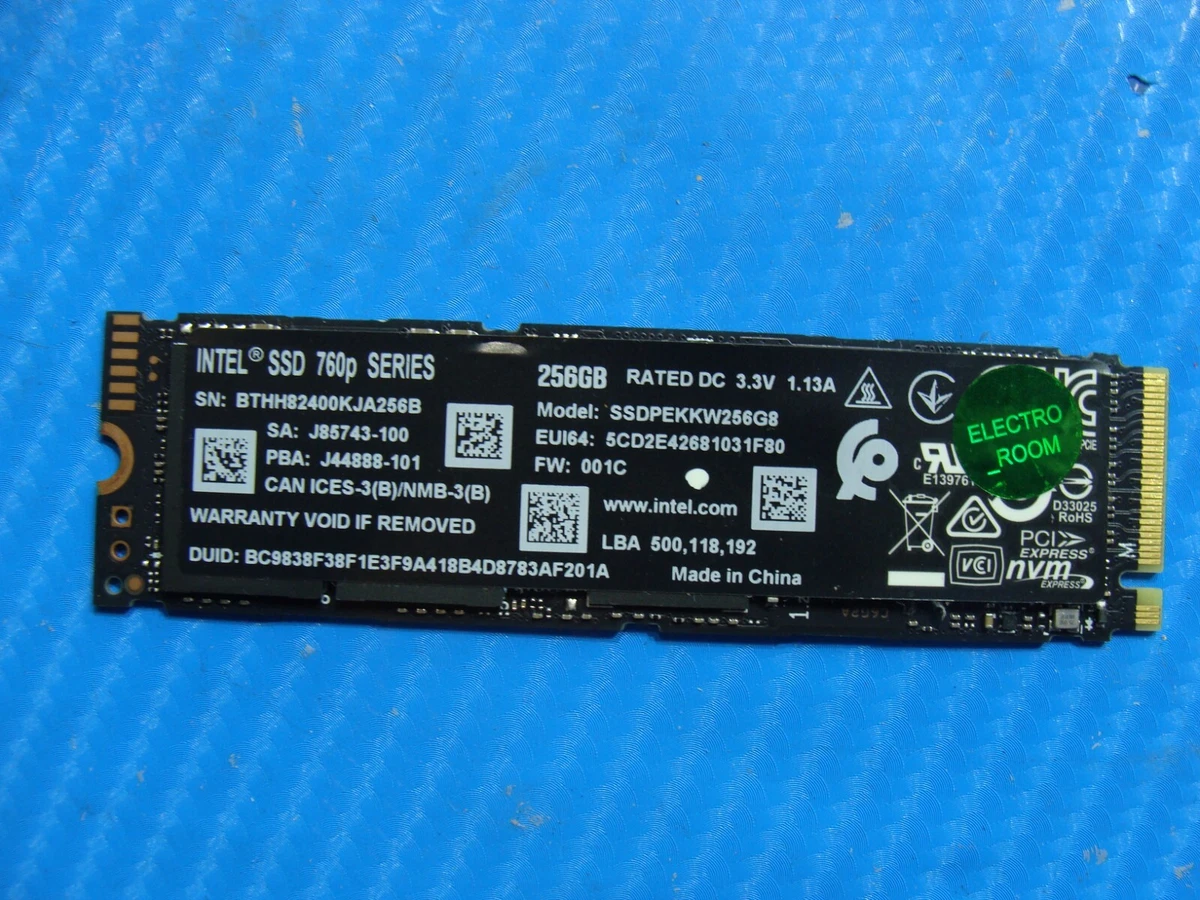 INTEL® SSD 760p SERIES
256GB RATED DC 3.3V 1.13A
SN: BTHH82400KJA256B
Model: SSDPEKKW256G8
SA: J85743-100
EUI64: 5CD2E42681031F80
PBA: J44888-101
FW: 001C
CAN ICES-3(B)/NMB-3(B)
www.intel.com
WARRANTY VOID IF REMOVED
LBA 500,118,192
DUID: BC9838F38F1E3F9A418B4D8783AF201A
Made in China
ELECTRO
_ROOM
D33025
RoHS
VCI
PCI
EXPRESS®
nvm
EXPRESS
M